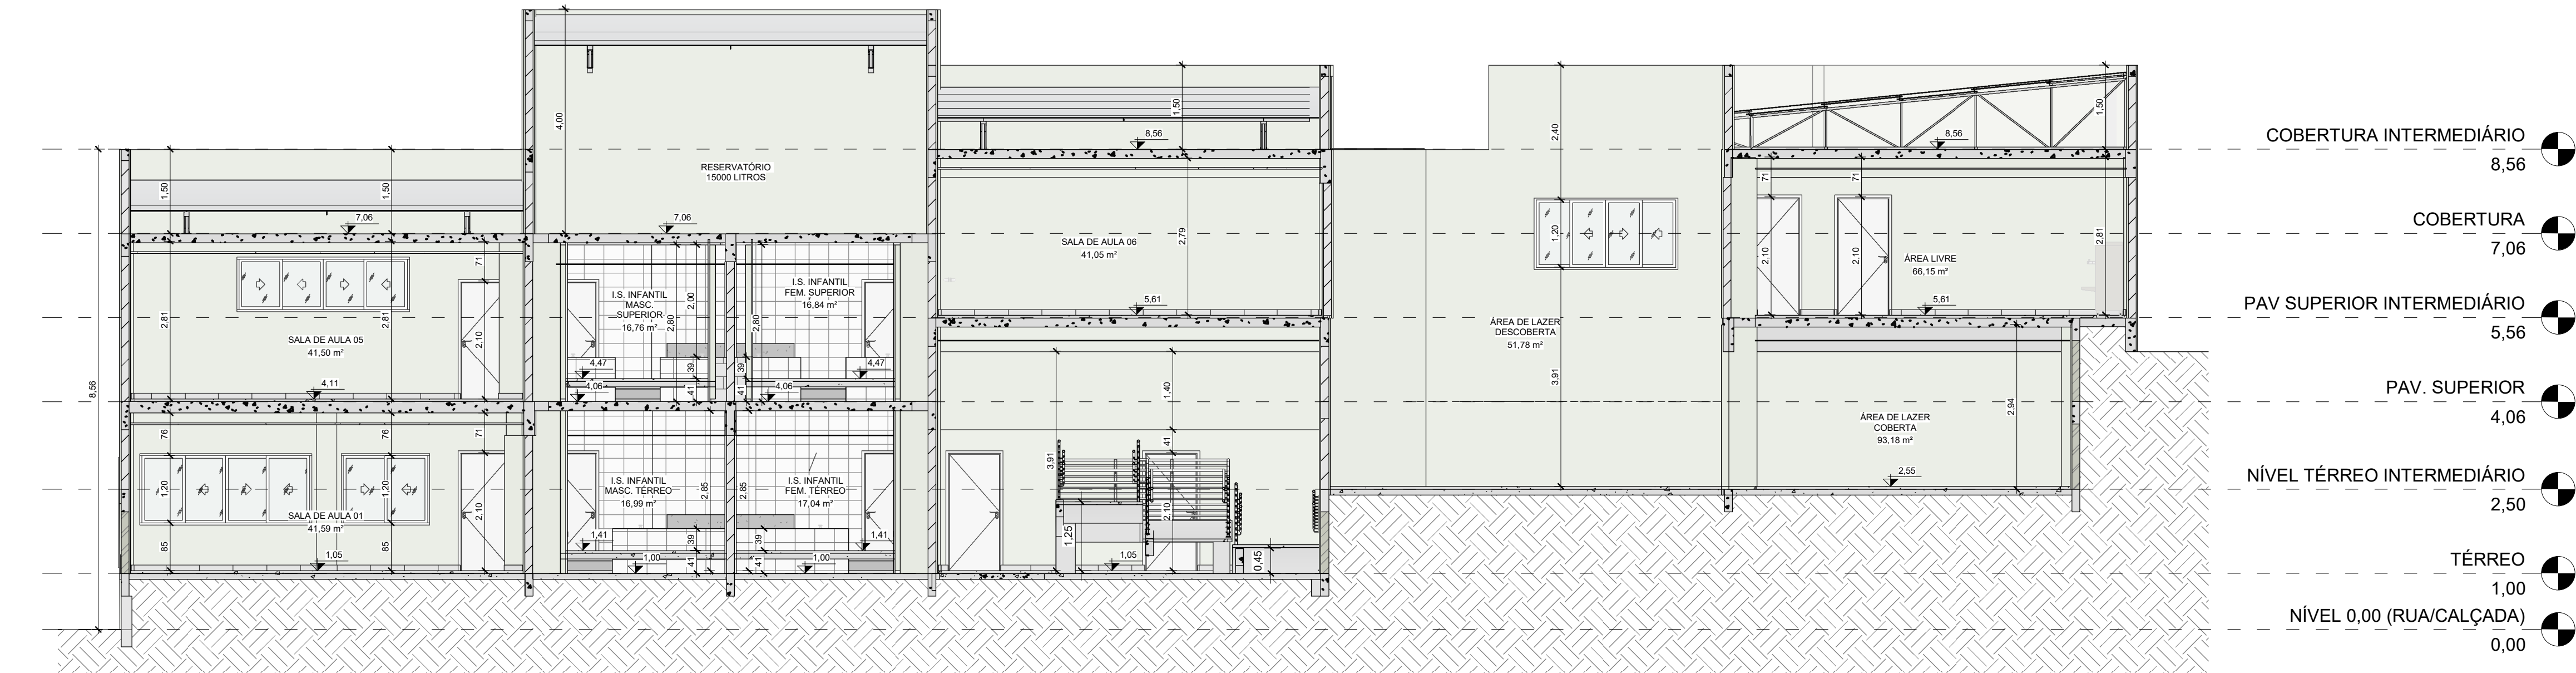 4,00
1,50
2,40
1,50
COBERTURA INTERMEDIÁRIO
8,56
8,56
8,56
RESERVATÓRIO
15000 LITROS
1,50
1,50
71
71
7,06
7,06
COBERTURA
7,06
SALA DE AULA 06
41,05 m²
2,79
1,20
2,10
2,10
2,81
ÁREA LIVRE
66,15 m²
71
I.S. INFANTIL
MASC.
SUPERIOR
16,76 m²
I.S. INFANTIL
FEM. SUPERIOR
16,84 m²
2,00
2,80
2,80
5,61
5,61
PAV SUPERIOR INTERMEDIÁRIO
5,56
2,81
2,81
2,10
SALA DE AULA 05
41,50 m²
ÁREA DE LAZER
DESCOBERTA
51,78 m²
3,91
4,47
4,47
39
39
4,11
4,06
4,06
41
41
8,56
PAV. SUPERIOR
4,06
1,40
2,94
ÁREA DE LAZER
COBERTA
93,18 m²
76
76
71
41
3,91
1,20
1,20
2,10
SALA DE AULA 01
41,59 m²
I.S. INFANTIL
MASC. TÉRREO
16,99 m²
I.S. INFANTIL
FEM. TÉRREO
17,04 m²
2,85
2,85
2,10
1,25
2,55
NÍVEL TÉRREO INTERMEDIÁRIO
2,50
85
85
1,05
1,41
1,41
39
39
1,00
1,00
41
41
1,05
0,45
TÉRREO
1,00
NÍVEL 0,00 (RUA/CALÇADA)
0,00